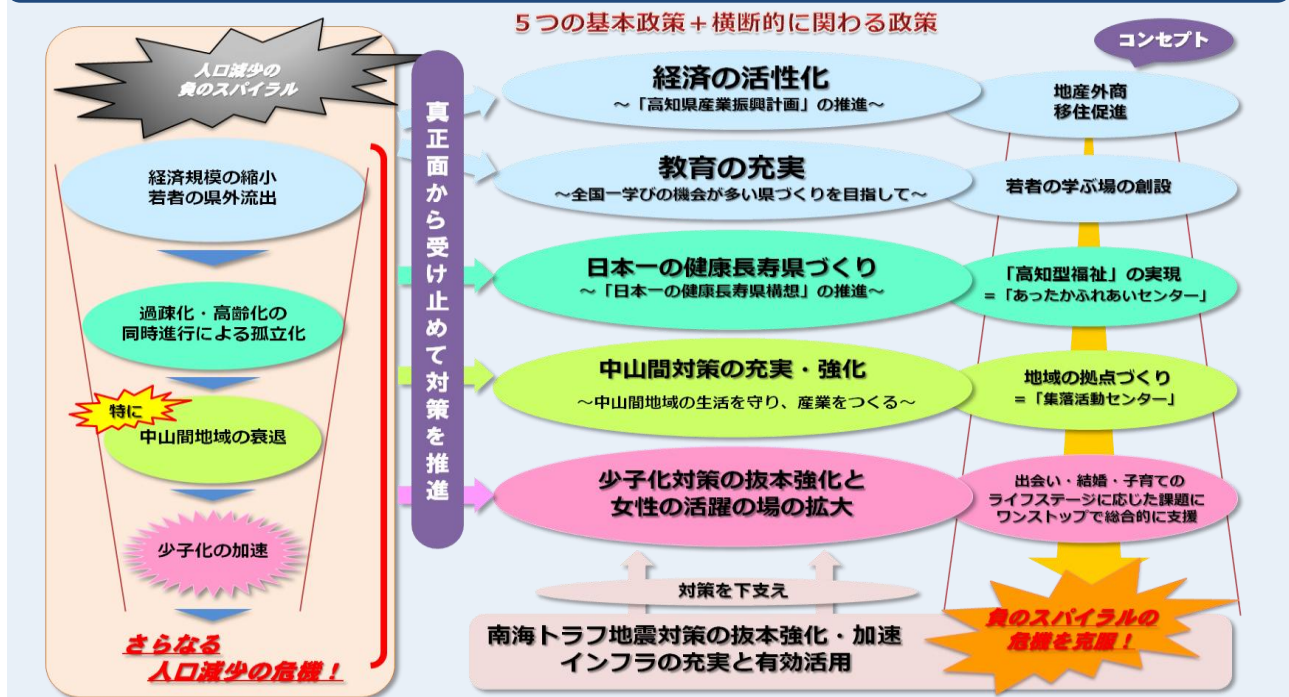 5つの基本政策+横断的に関わる政策
コンセプト
人口減少の
負のスパイラル
経済規模の縮小
若者の県外流出
過疎化・高齢化の
同時進行による孤立化
特に
中山間地域の衰退
少子化の加速
さらなる
人口減少の危機!
真正面から受け止めて対策を推進
経済の活性化
~「高知県産業振興計画」の推進~
地産外商
移住促進
教育の充実
~全国一学びの機会が多い県づくりを目指して~
若者の学ぶ場の創設
日本一の健康長寿県づくり
~「日本一の健康長寿県構想」の推進~
「高知型福祉」の実現
=「あったかふれあいセンター」
中山間対策の充実・強化
~中山間地域の生活を守り、産業をつくる~
地域の拠点づくり
=「集落活動センター」
少子化対策の抜本強化と
女性の活躍の場の拡大
出会い・結婚・子育ての
ライフステージに応じた課題に
ワンストップで総合的に支援
対策を下支え
南海トラフ地震対策の抜本強化・加速
インフラの充実と有効活用
負のスパイラルの
危機を克服!